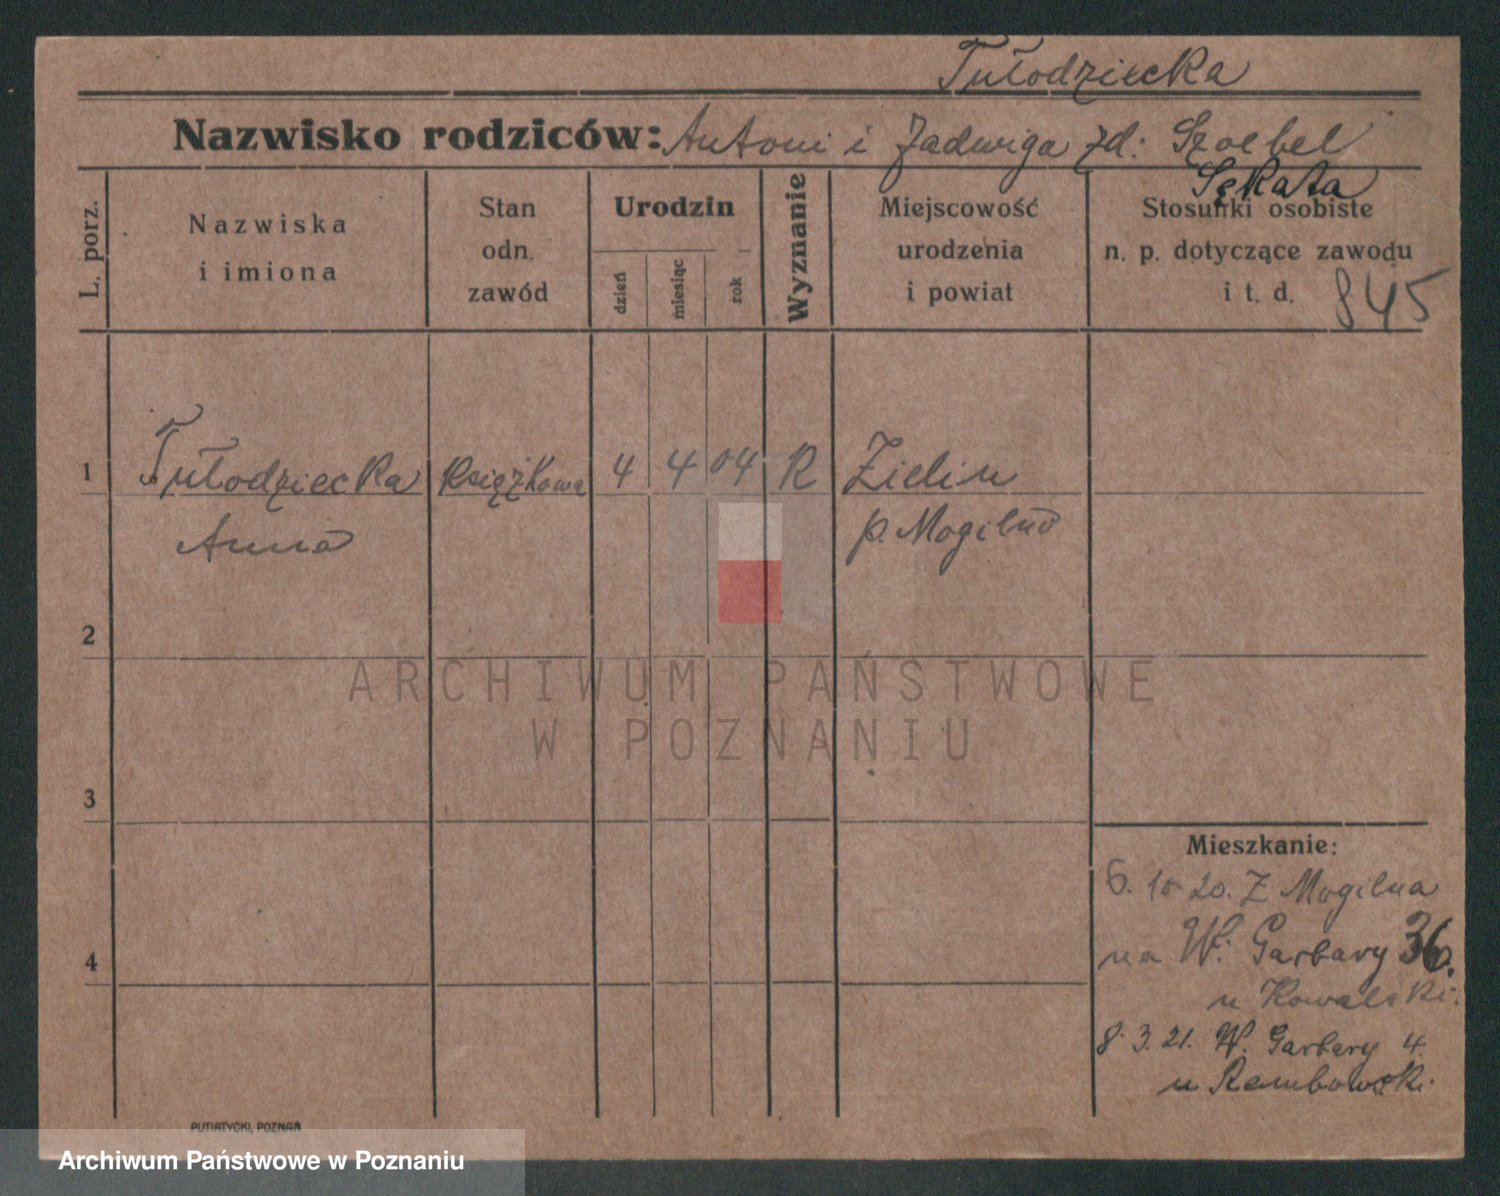 Tułodziecka
Nazwisko rodziców: Antoni i Jadwiga zd: Szoebel
Sękata
L. porz.
Nazwiska
i imiona
Stan
odn.
zawód
Urodzin
dzień
miesiąc
rok
Wyznanie
Miejscowość
urodzenia
i powiat
Stosunki osobiste
n. p. dotyczące zawodu
i t. d. 845
1 Tułodziecka książkowa 4 4 04 R Zielin
Anna p. Mogilno
2
3
4
Mieszkanie:
6. 10 20. Z Mogilna
na W. Garbary 36.
u Kowalski.
8. 3. 21. W. Garbary 4.
u Rembowski.
PUTIATYCKI, POZNAŃ
ARCHIWUM PAŃSTWOWE
W POZNANIU
Archiwum Państwowe w Poznaniu